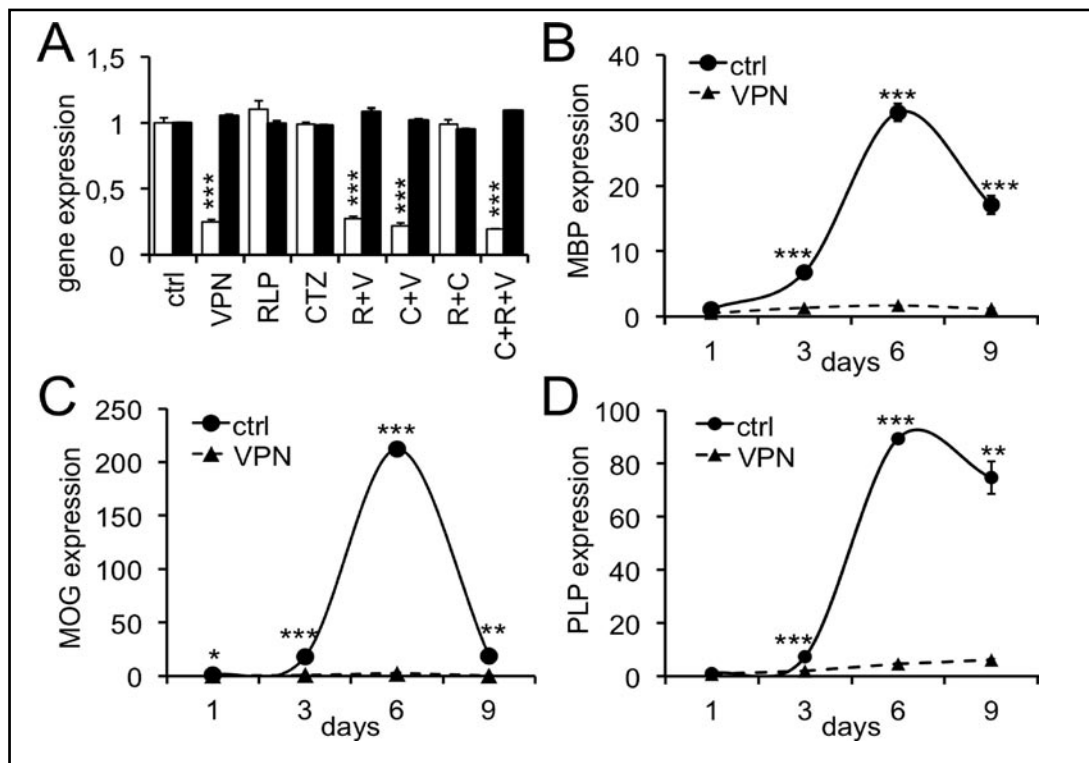 A
1,5
1
0,5
0
gene expression
***
***
***
***
ctrl
VPN
RLP
CTZ
R+V
C+V
R+C
C+R+V
B
40
30
20
10
0
MBP expression
ctrl
VPN
***
***
***
1 3 6 9
days
C
250
200
150
100
50
0
MOG expression
ctrl
VPN
*
***
***
**
1 3 6 9
days
D
100
80
60
40
20
0
PLP expression
ctrl
VPN
***
***
**
1 3 6 9
days